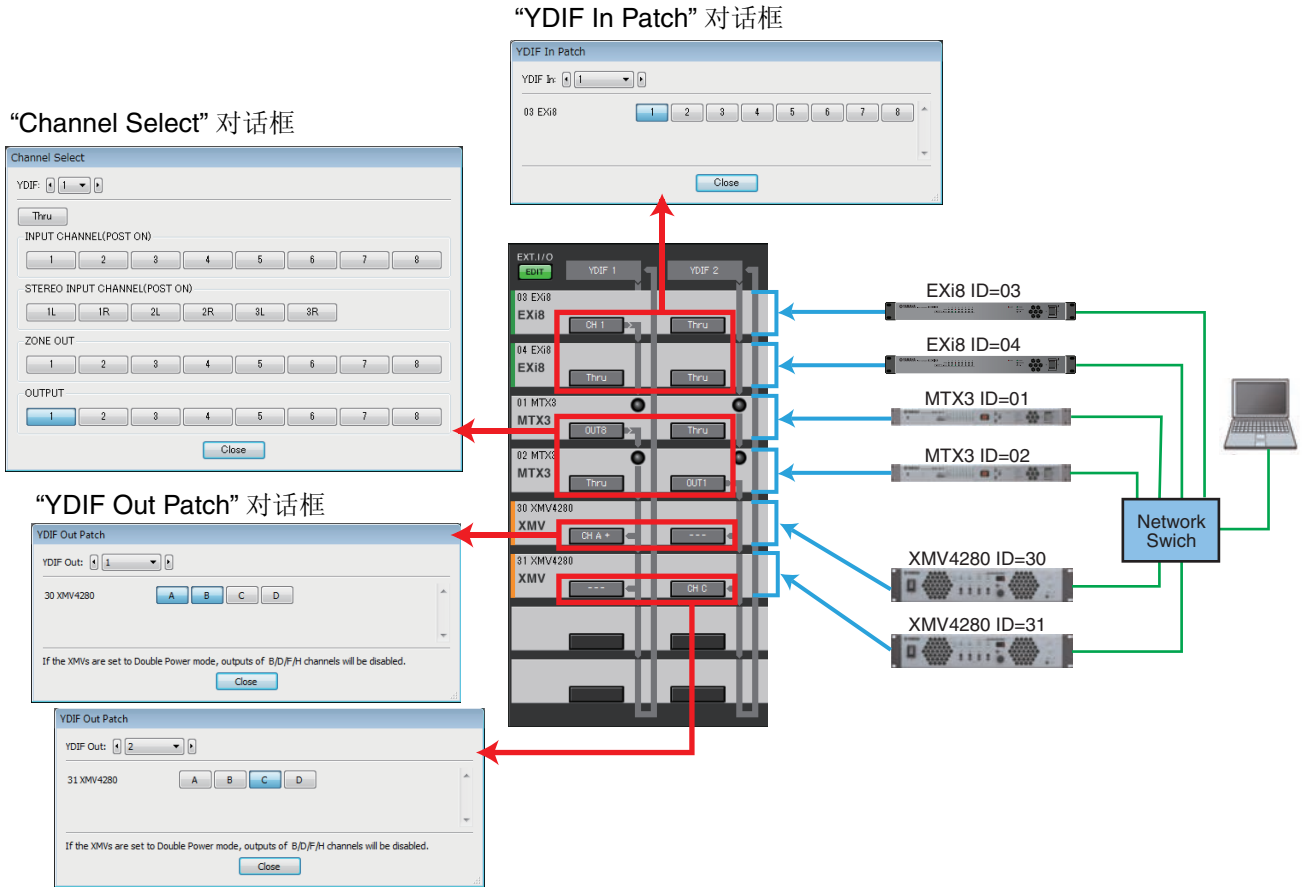 “YDIF In Patch” 对话框
YDIF In Patch
YDIF In: 1
03 EXi8 1 2 3 4 5 6 7 8
Close
“Channel Select” 对话框
Channel Select
YDIF: 1
Thru
INPUT CHANNEL(POST ON)
1 2 3 4 5 6 7 8
STEREO INPUT CHANNEL(POST ON)
1L 1R 2L 2R 3L 3R
ZONE OUT
1 2 3 4 5 6 7 8
OUTPUT
1 2 3 4 5 6 7 8
Close
“YDIF Out Patch” 对话框
YDIF Out Patch
YDIF Out: 1
30 XMV4280 A B C D
If the XMVs are set to Double Power mode, outputs of B/D/F/H channels will be disabled.
Close
YDIF Out Patch
YDIF Out: 2
31 XMV4280 A B C D
If the XMVs are set to Double Power mode, outputs of B/D/F/H channels will be disabled.
Close
EXT.I/O
EDIT YDIF 1 YDIF 2
03 EXi8
EXi8
CH 1 Thru
04 EXi8
EXi8
Thru Thru
01 MTX3
MTX3
OUT8 Thru
02 MTX3
MTX3
Thru OUT1
30 XMV4280
XMV
CH A + ---
31 XMV4280
XMV
--- CH C
EXi8 ID=03
EXi8 ID=04
MTX3 ID=01
MTX3 ID=02
XMV4280 ID=30
XMV4280 ID=31
Network
Swich